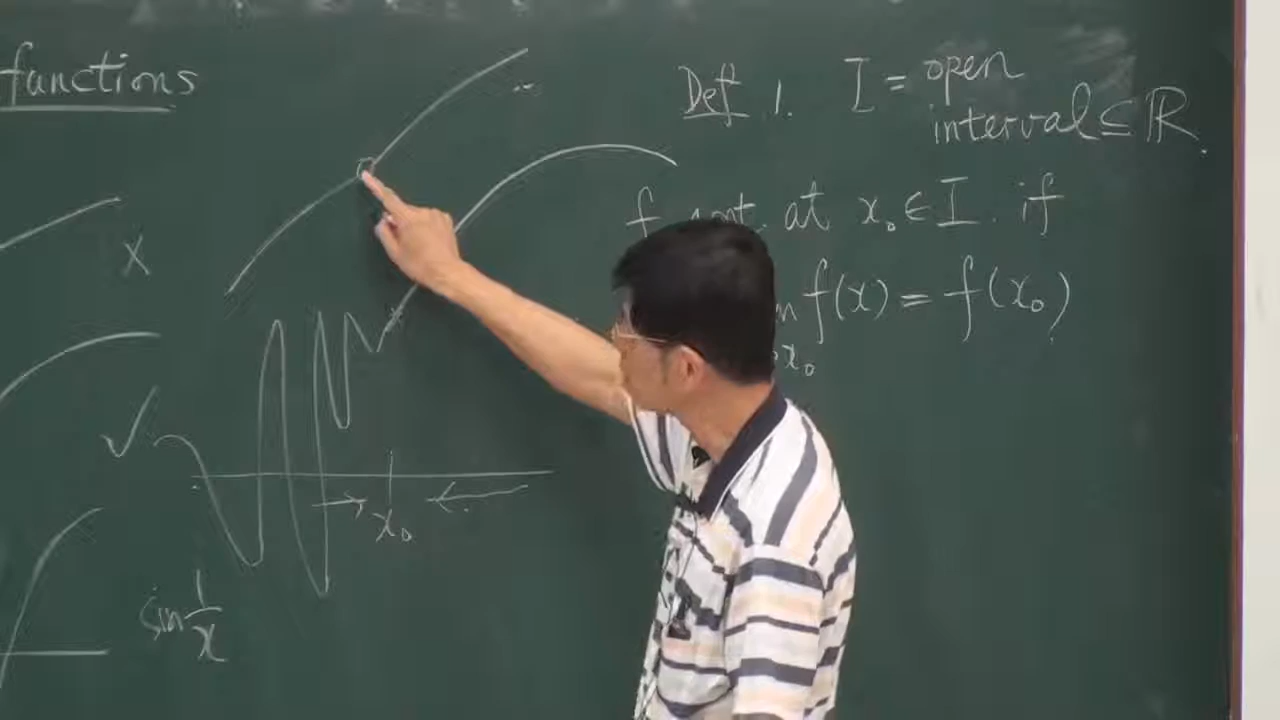 functions
x
x₀
sin 1/x
Def 1. I = open
interval ⊆ ℝ.
f at x₀ ∈ I. if
f(x) = f(x₀)
x₀